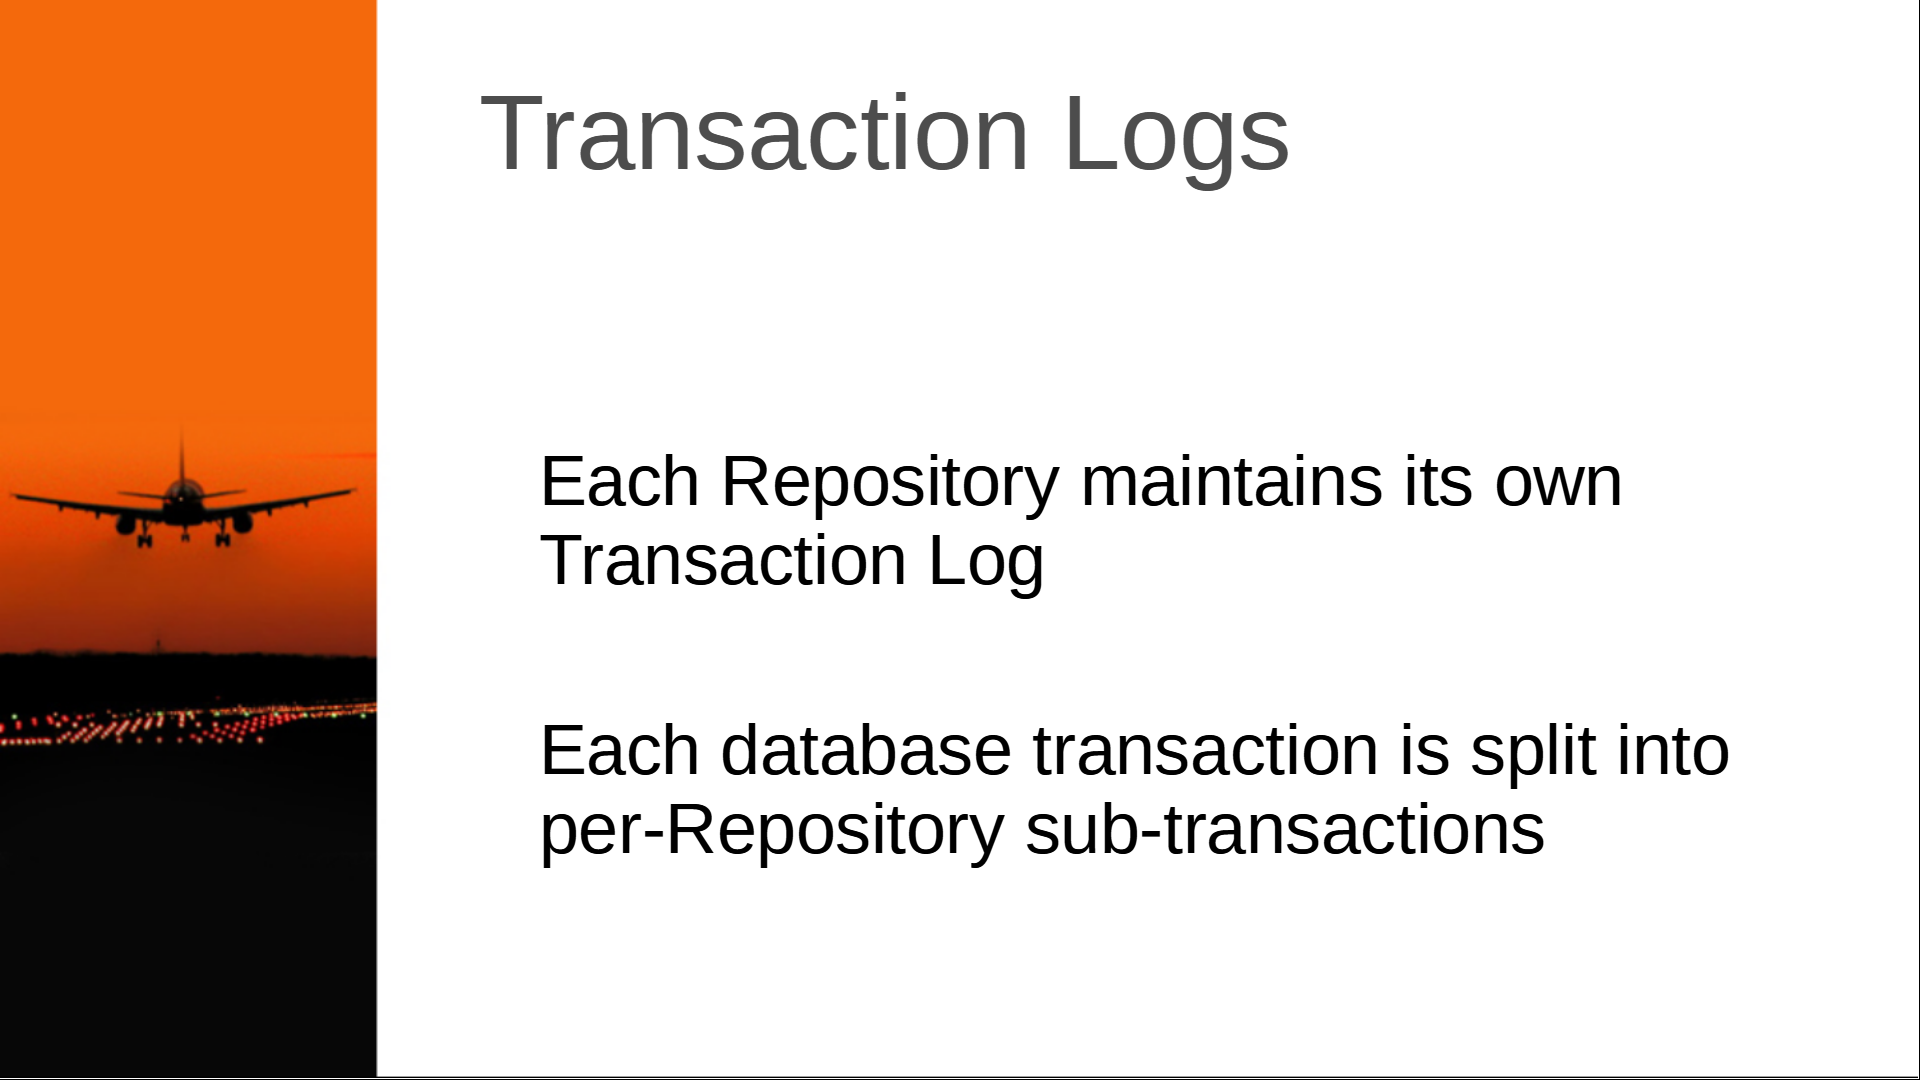 Transaction Logs
Each Repository maintains its own
Transaction Log
Each database transaction is split into
per-Repository sub-transactions